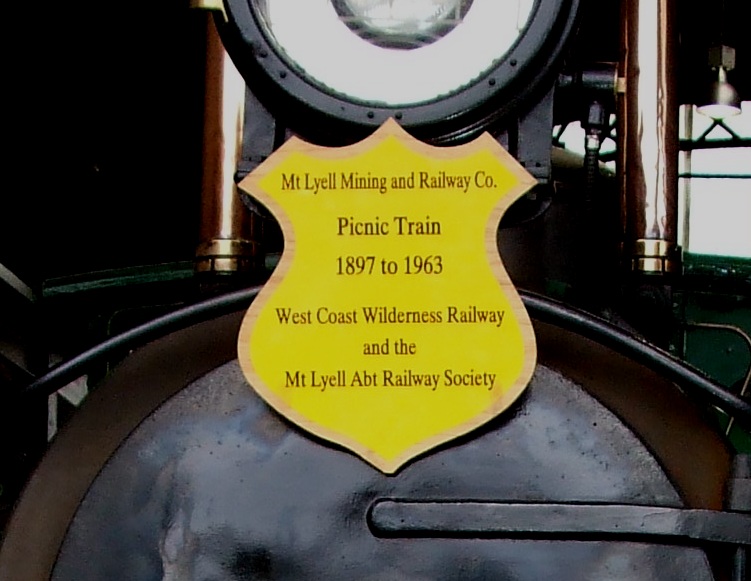 Mt Lyell Mining and Railway Co.
Picnic Train
1897 to 1963
West Coast Wilderness Railway
and the
Mt Lyell Abt Railway Society